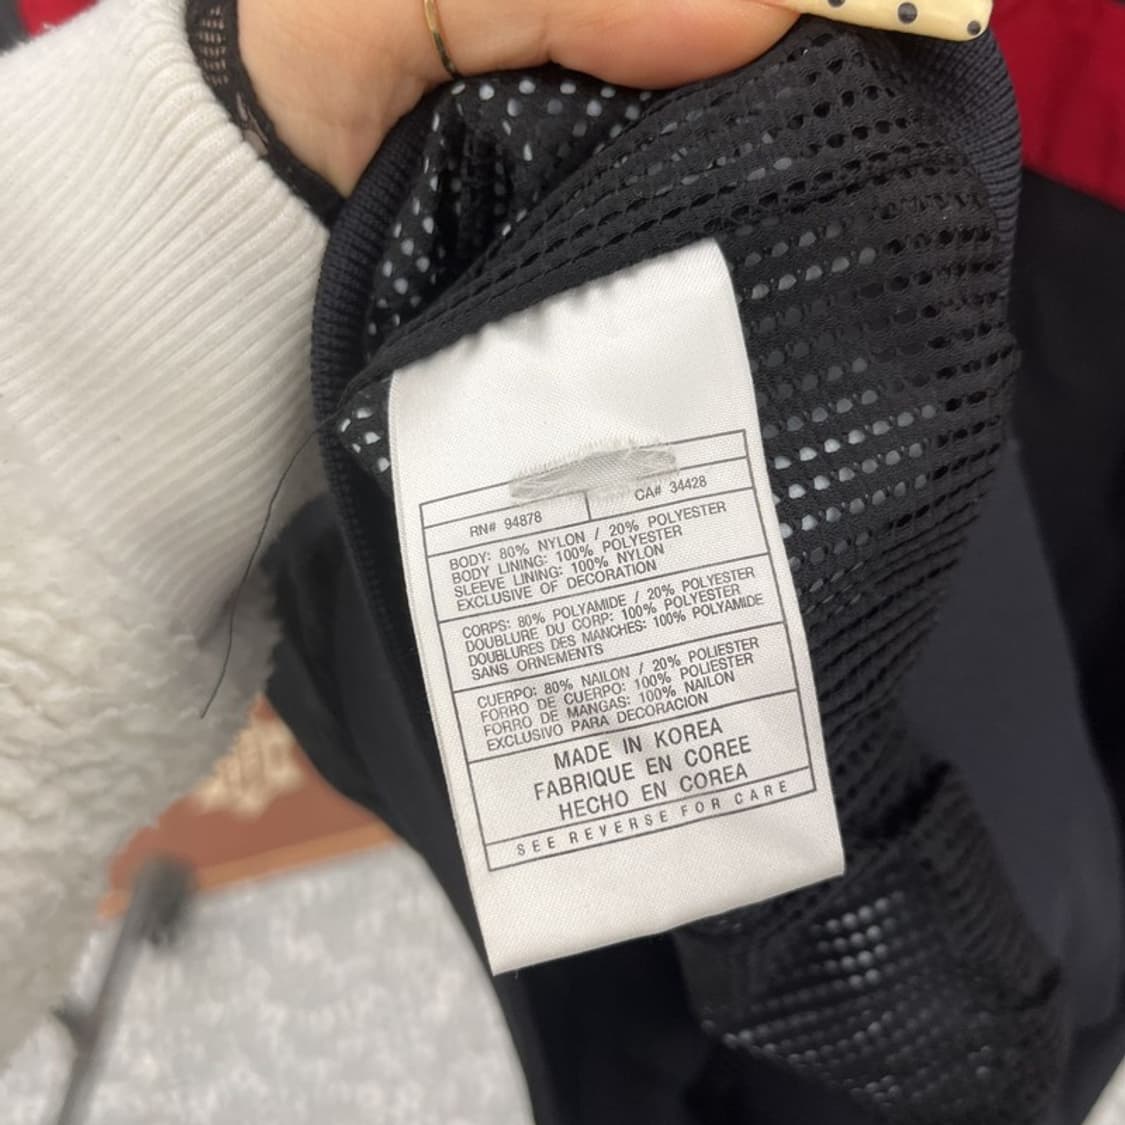 RN# 94878
CA# 34428
BODY: 80% NYLON / 20% POLYESTER
BODY LINING: 100% POLYESTER
SLEEVE LINING: 100% NYLON
EXCLUSIVE OF DECORATION
CORPS: 80% POLYAMIDE / 20% POLYESTER
DOUBLURE DU CORP: 100% POLYESTER
DOUBLURES DES MANCHES: 100% POLYAMIDE
SANS ORNEMENTS
CUERPO: 80% NAILON / 20% POLIESTER
FORRO DE CUERPO: 100% POLIESTER
FORRO DE MANGAS: 100% NAILON
EXCLUSIVO PARA DECORACION
MADE IN KOREA
FABRIQUE EN COREE
HECHO EN COREA
SEE REVERSE FOR CARE